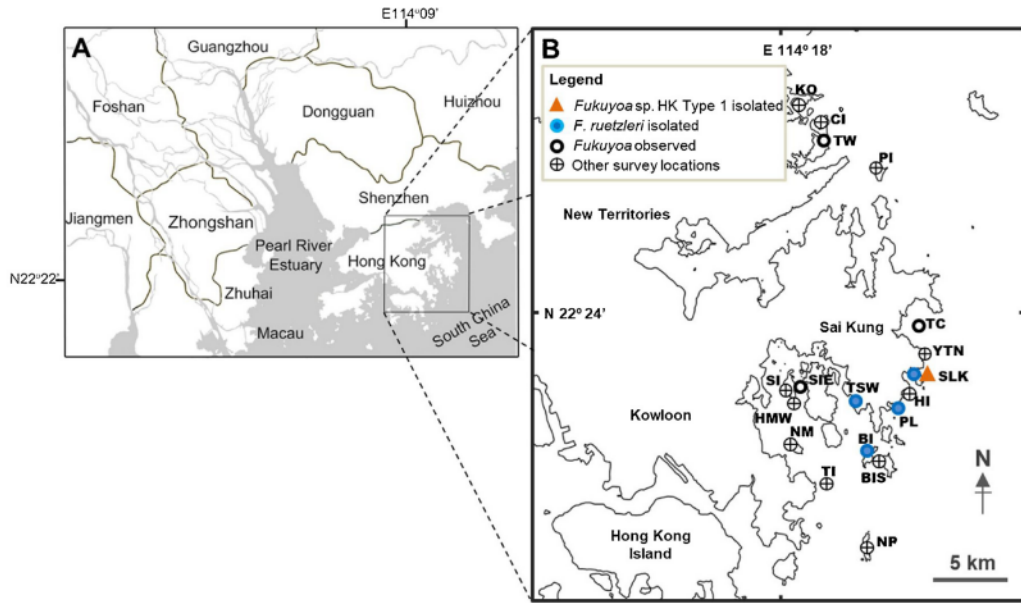 E114°09'
A
Guangzhou
Foshan
Dongguan
Huizhou
Shenzhen
Jiangmen
Zhongshan
Pearl River
Estuary
Hong Kong
N22°22'
Zhuhai
Macau
South China
Sea
B
E 114° 18'
Legend
Fukuyoa sp. HK Type 1 isolated
F. ruetzleri isolated
Fukuyoa observed
Other survey locations
KO
CI
TW
PI
New Territories
N 22° 24'
Sai Kung
TC
YTN
SLK
SI
SIE
TSW
HI
HMW
PL
Kowloon
NM
BI
BIS
TI
N
Hong Kong
Island
NP
5 km